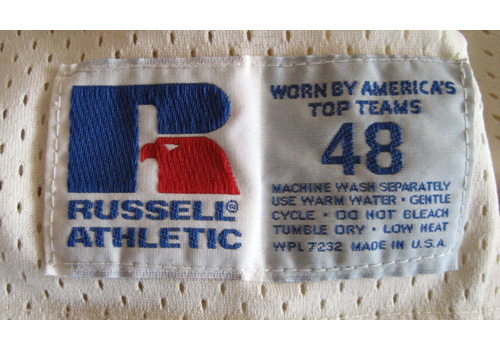 RUSSELL®
ATHLETIC
WORN BY AMERICA'S
TOP TEAMS
48
MACHINE WASH SEPARATELY
USE WARM WATER • GENTLE
CYCLE • DO NOT BLEACH
TUMBLE DRY • LOW HEAT
WPL 7232 MADE IN U.S.A.